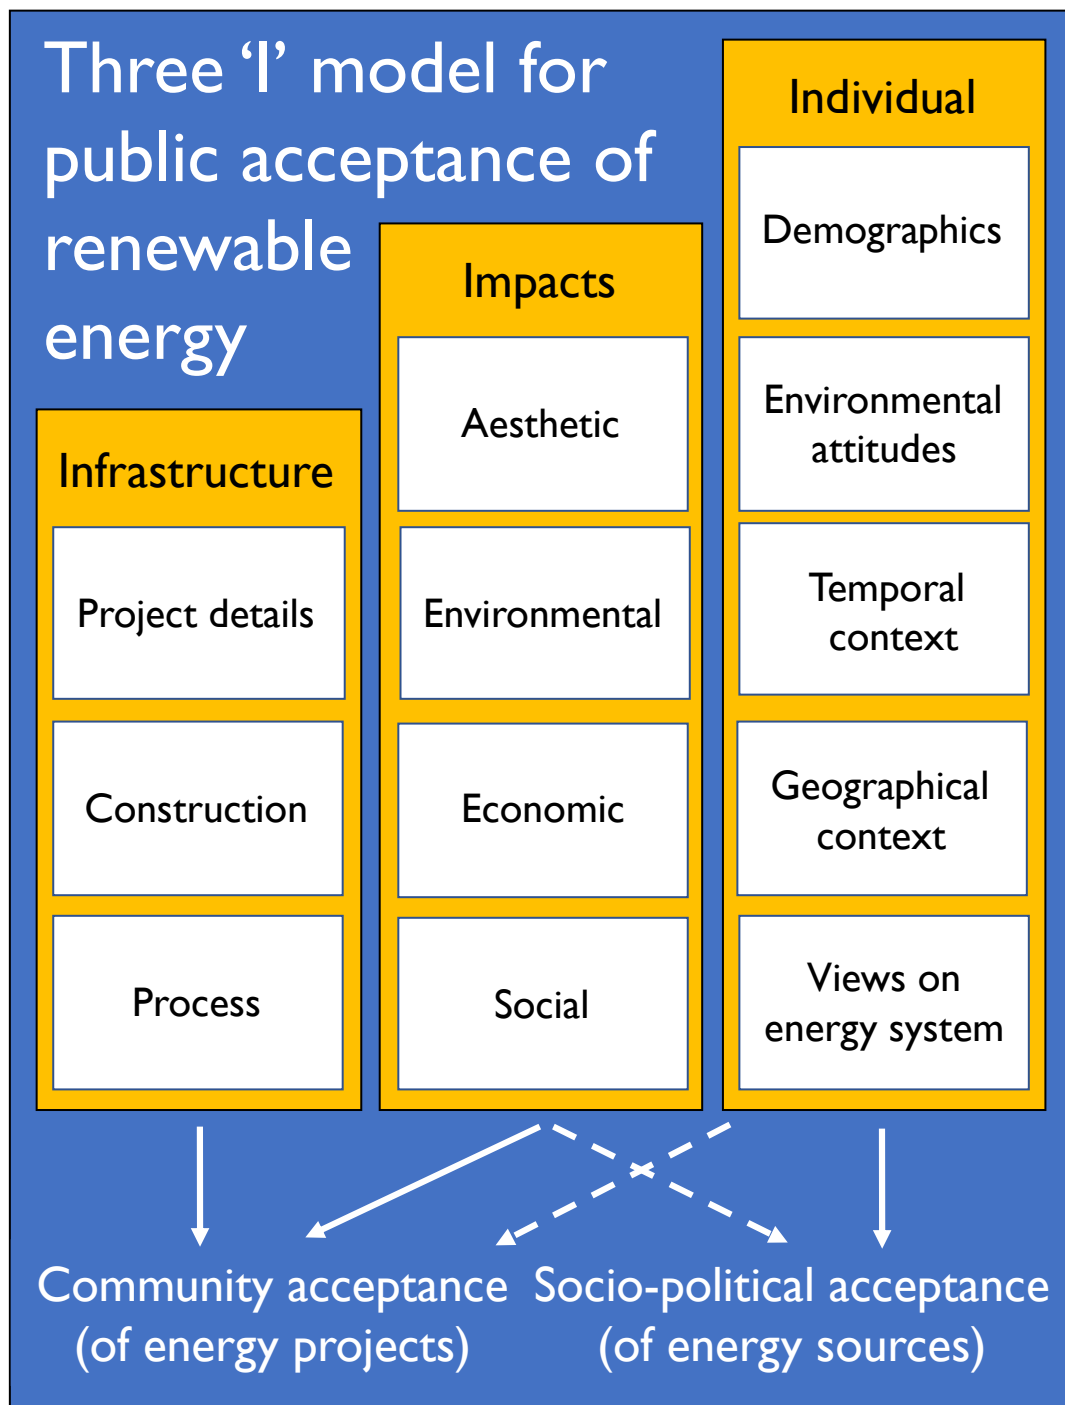 Three ‘I’ model for
public acceptance of
renewable
energy
Infrastructure
Project details
Construction
Process
Impacts
Aesthetic
Environmental
Economic
Social
Individual
Demographics
Environmental
attitudes
Temporal
context
Geographical
context
Views on
energy system
Community acceptance
(of energy projects)
Socio-political acceptance
(of energy sources)